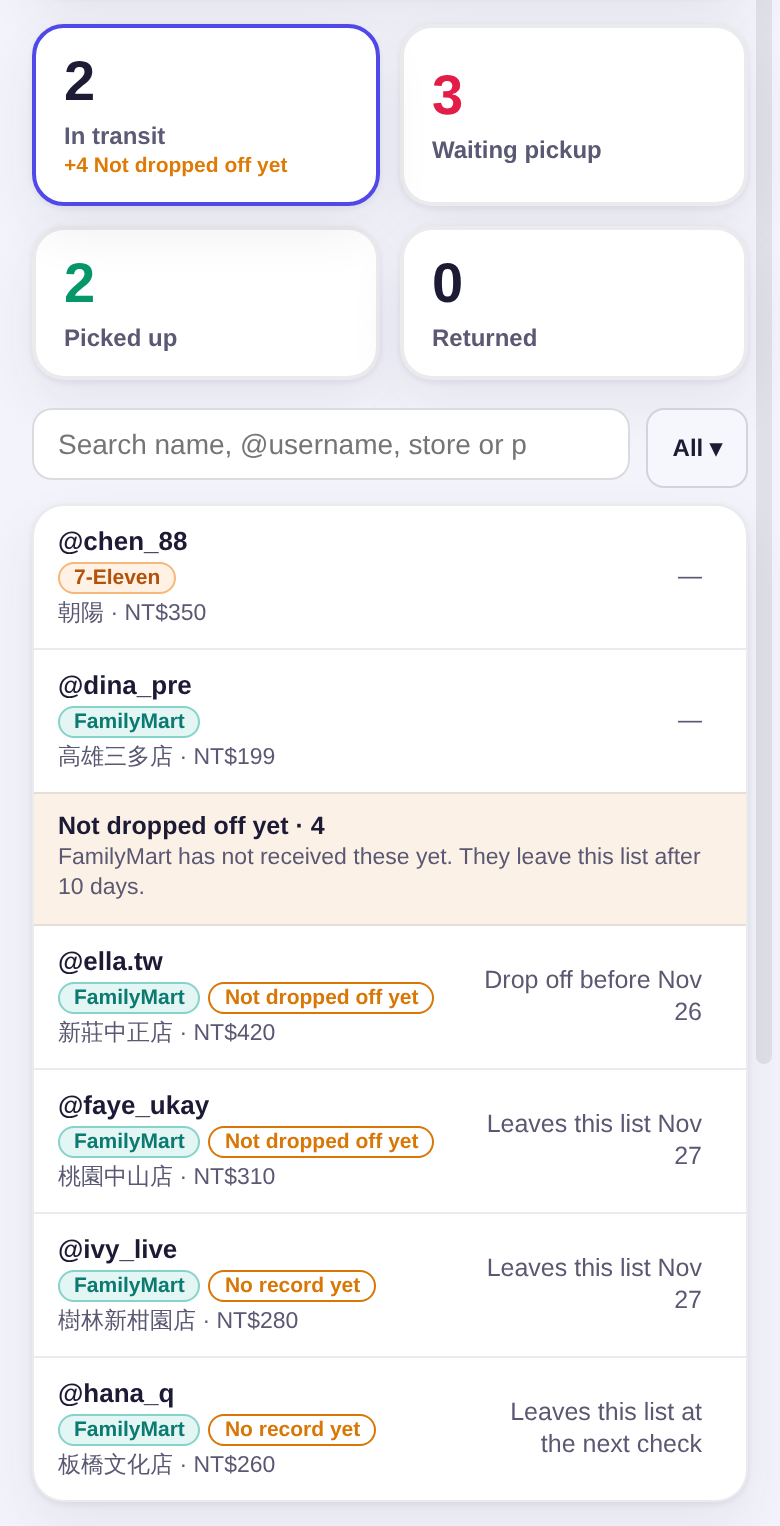 2
In transit
+4 Not dropped off yet
3
Waiting pickup
2
Picked up
0
Returned
Search name, @username, store or p
All ▾
@chen_88
7-Eleven
朝陽 · NT$350
—
@dina_pre
FamilyMart
高雄三多店 · NT$199
—
Not dropped off yet · 4
FamilyMart has not received these yet. They leave this list after
10 days.
@ella.tw
FamilyMart Not dropped off yet
新莊中正店 · NT$420
Drop off before Nov
26
@faye_ukay
FamilyMart Not dropped off yet
桃園中山店 · NT$310
Leaves this list Nov
27
@ivy_live
FamilyMart No record yet
樹林新柑園店 · NT$280
Leaves this list Nov
27
@hana_q
FamilyMart No record yet
板橋文化店 · NT$260
Leaves this list at
the next check